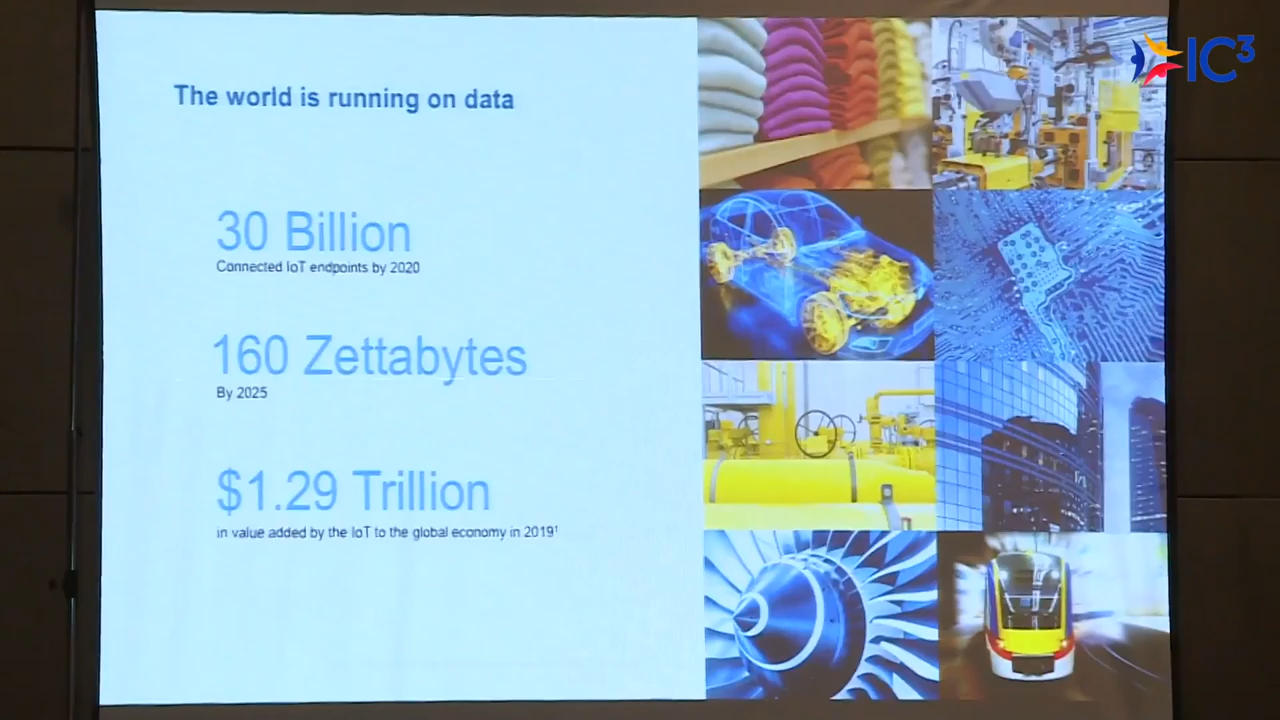 IC³
The world is running on data
30 Billion
Connected IoT endpoints by 2020
160 Zettabytes
By 2025
$1.29 Trillion
in value added by the IoT to the global economy in 2019¹